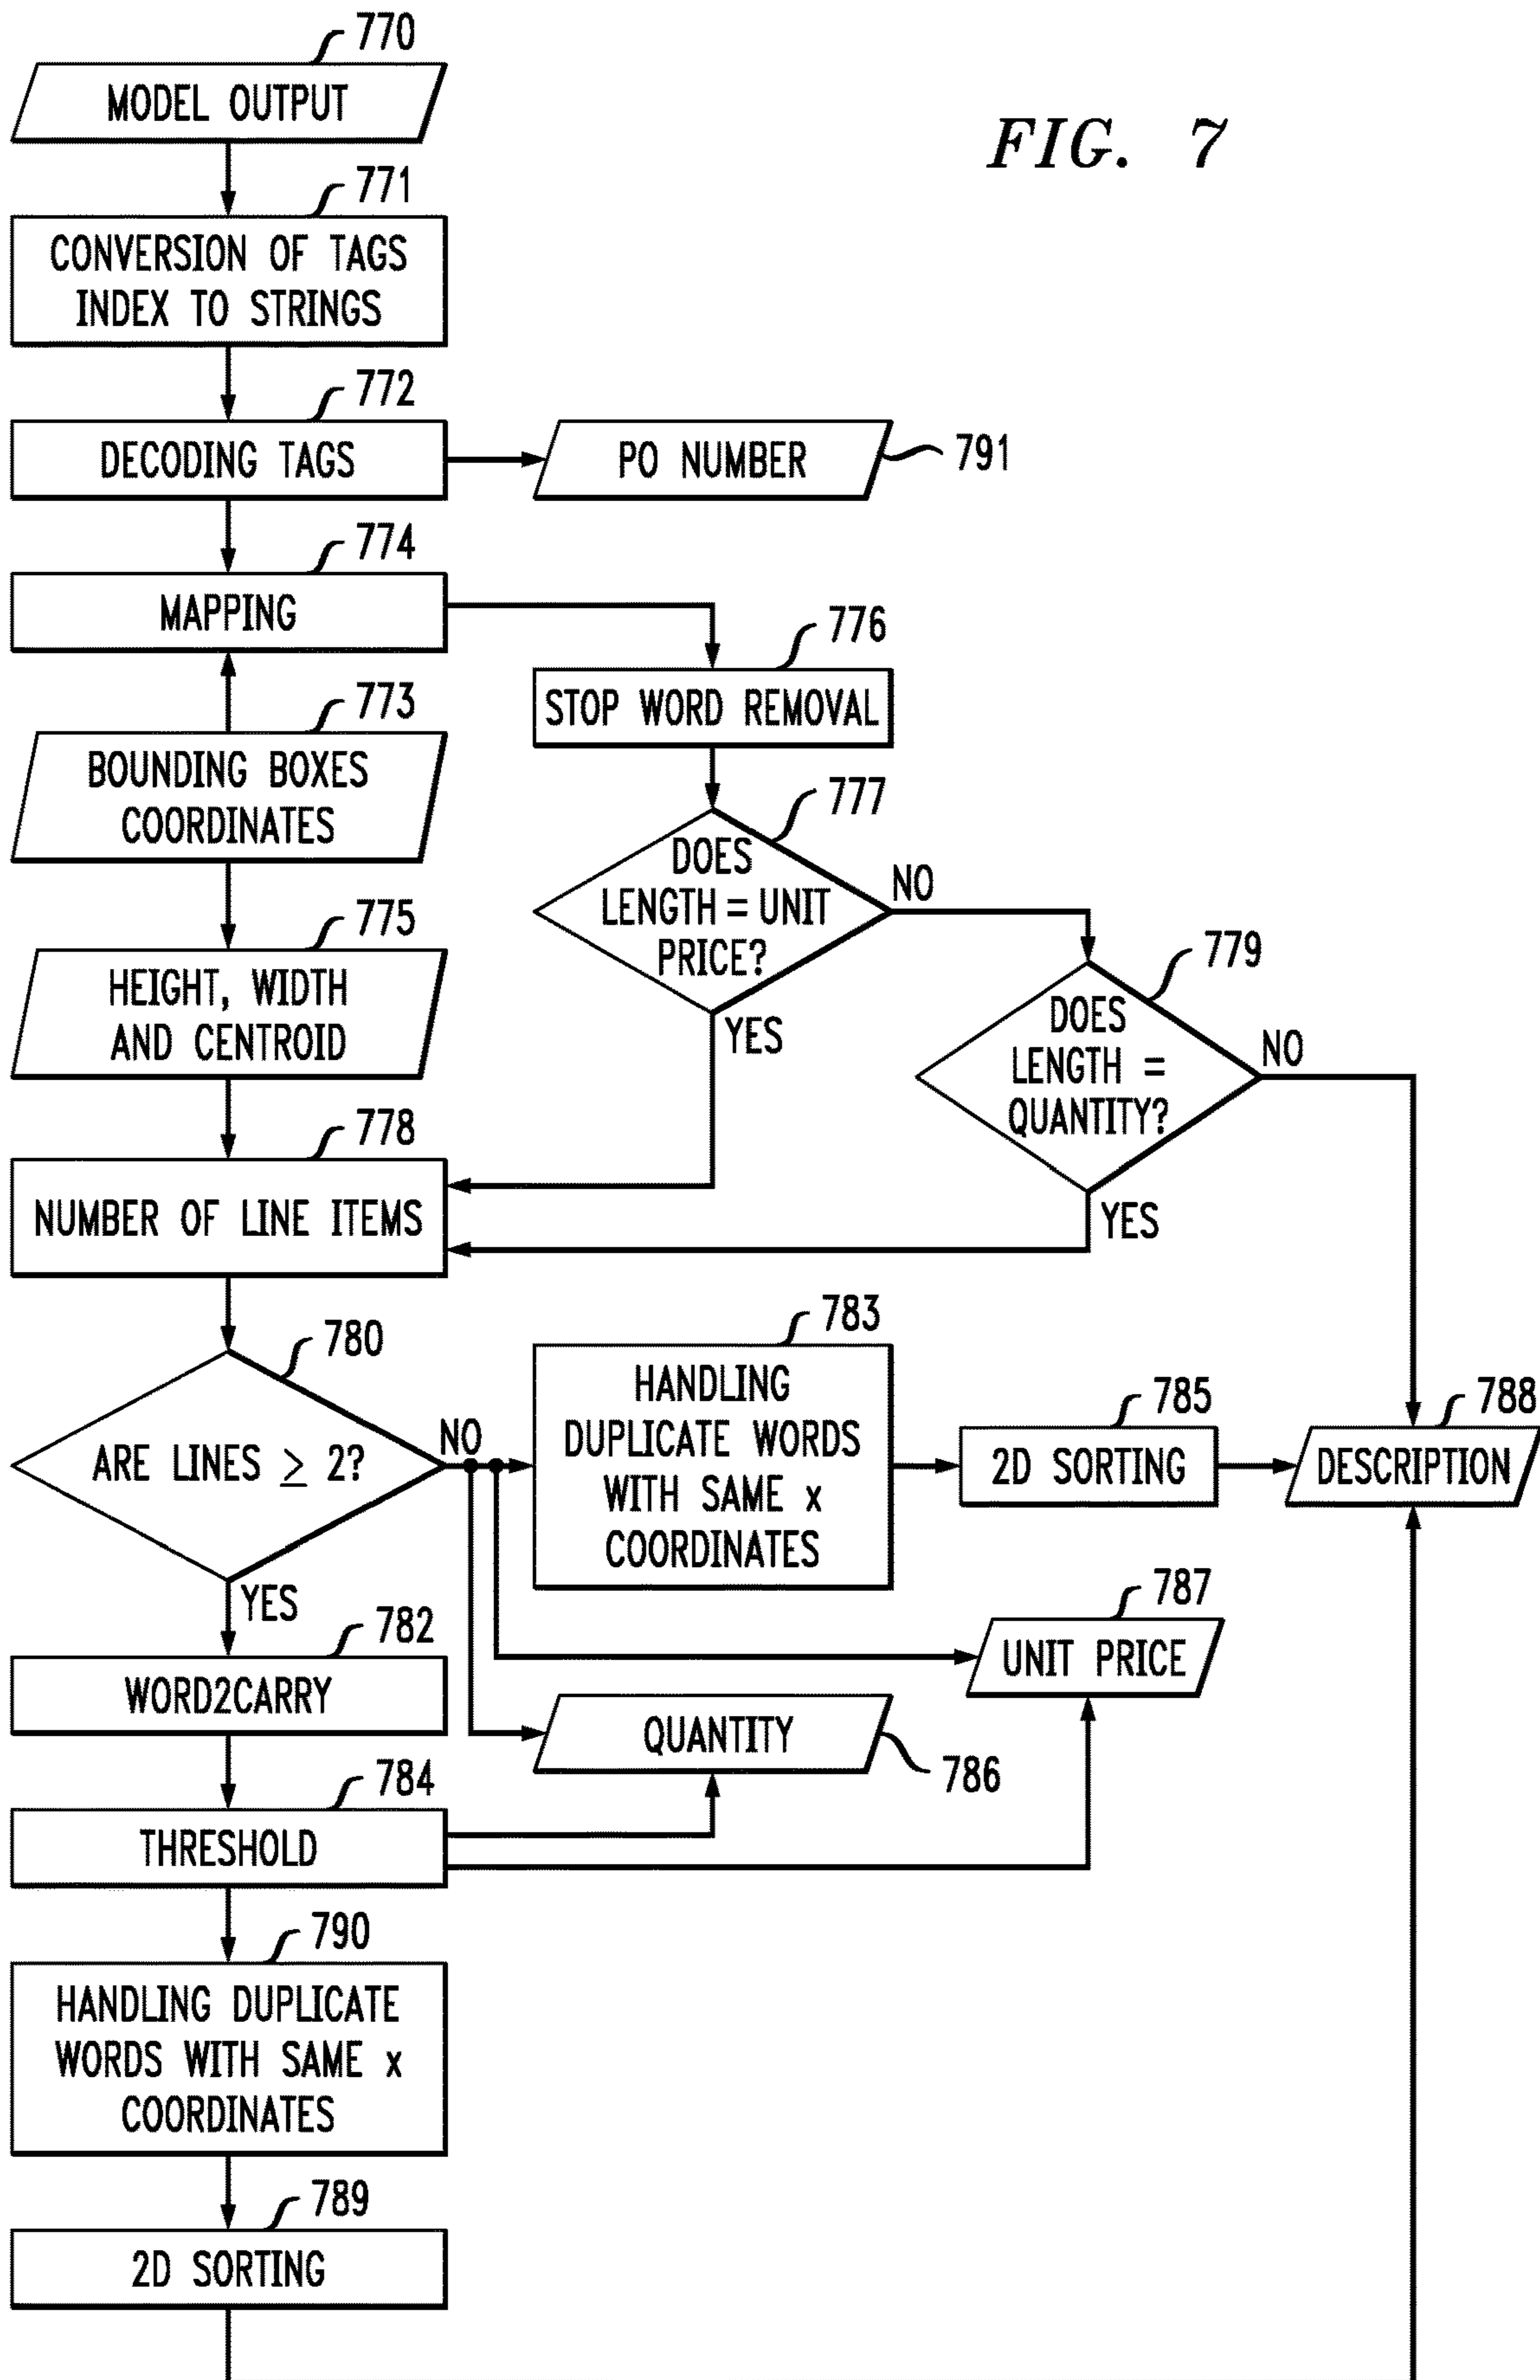 770
MODEL OUTPUT
FIG. 7
771
CONVERSION OF TAGS
INDEX TO STRINGS
772
DECODING TAGS
PO NUMBER
791
774
MAPPING
776
STOP WORD REMOVAL
773
BOUNDING BOXES
COORDINATES
777
DOES
LENGTH = UNIT
PRICE?
NO
YES
775
HEIGHT, WIDTH
AND CENTROID
779
DOES
LENGTH =
QUANTITY?
NO
YES
778
NUMBER OF LINE ITEMS
780
ARE LINES ≥ 2?
NO
YES
783
HANDLING
DUPLICATE WORDS
WITH SAME x
COORDINATES
785
2D SORTING
788
DESCRIPTION
787
UNIT PRICE
782
WORD2CARRY
QUANTITY
786
784
THRESHOLD
790
HANDLING DUPLICATE
WORDS WITH SAME x
COORDINATES
789
2D SORTING